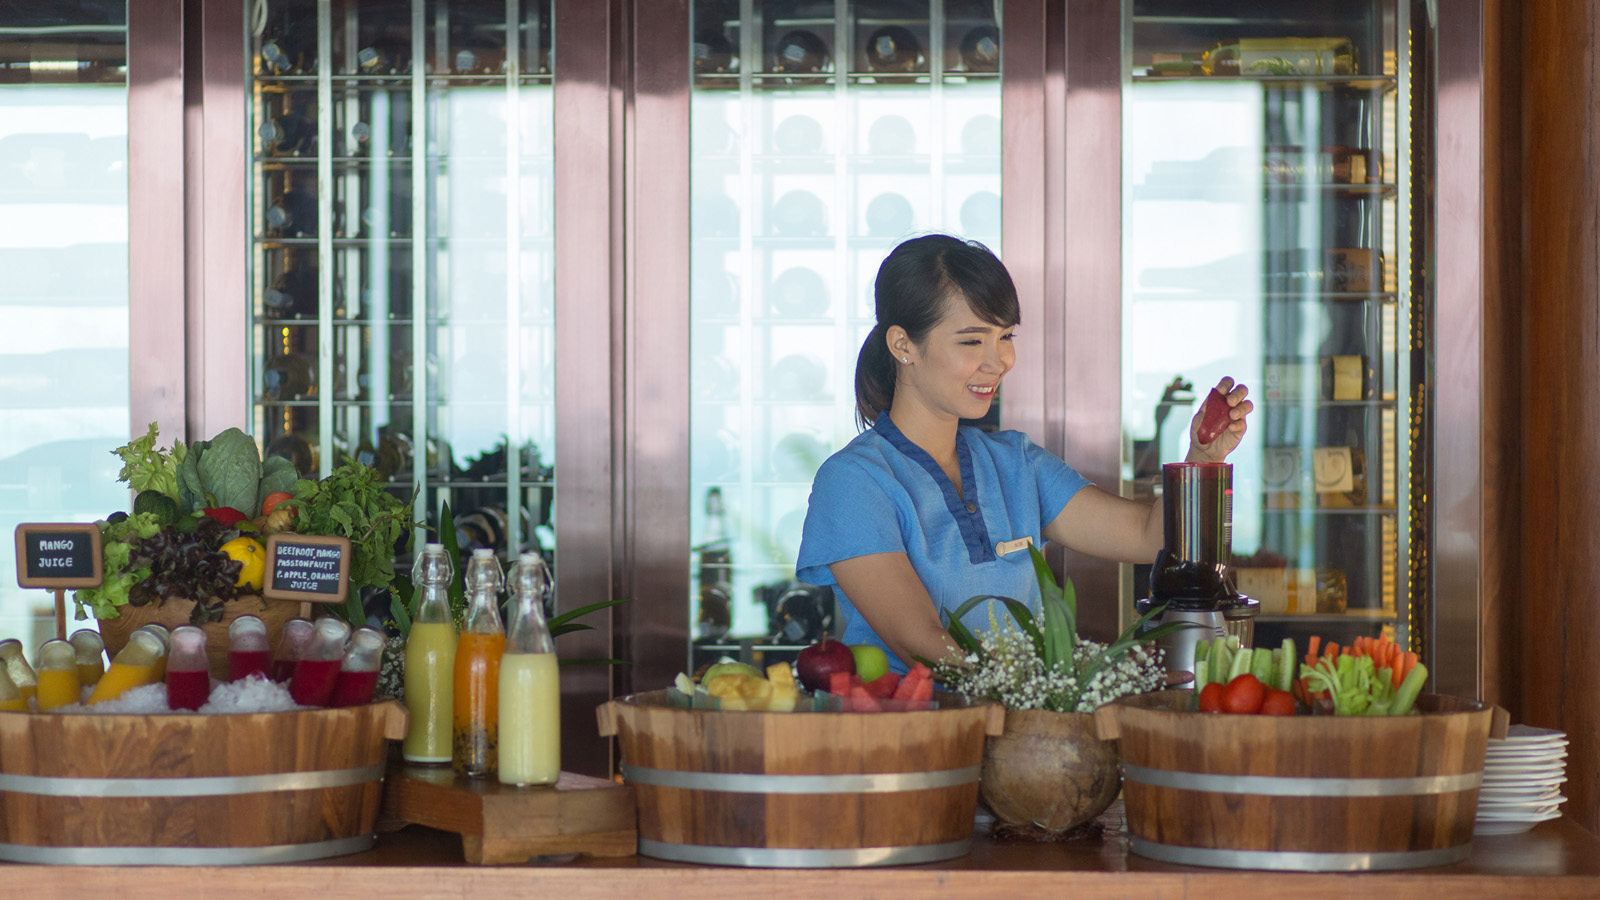 MANGO
JUICE
BEETROOT, MANGO
PASSIONFRUIT
P. APPLE, ORANGE
JUICE